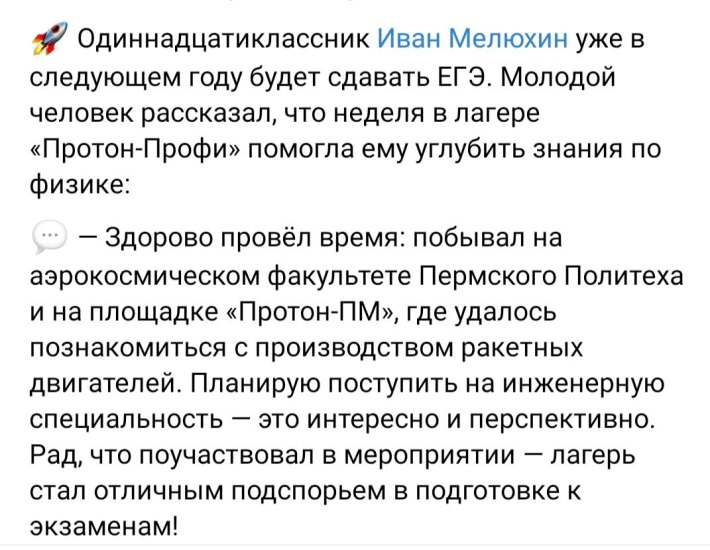 🚀 Одиннадцатиклассник Иван Мелюхин уже в
следующем году будет сдавать ЕГЭ. Молодой
человек рассказал, что неделя в лагере
«Протон-Профи» помогла ему углубить знания по
физике:
💬 — Здорово провёл время: побывал на
аэрокосмическом факультете Пермского Политеха
и на площадке «Протон-ПМ», где удалось
познакомиться с производством ракетных
двигателей. Планирую поступить на инженерную
специальность — это интересно и перспективно.
Рад, что поучаствовал в мероприятии — лагерь
стал отличным подспорьем в подготовке к
экзаменам!